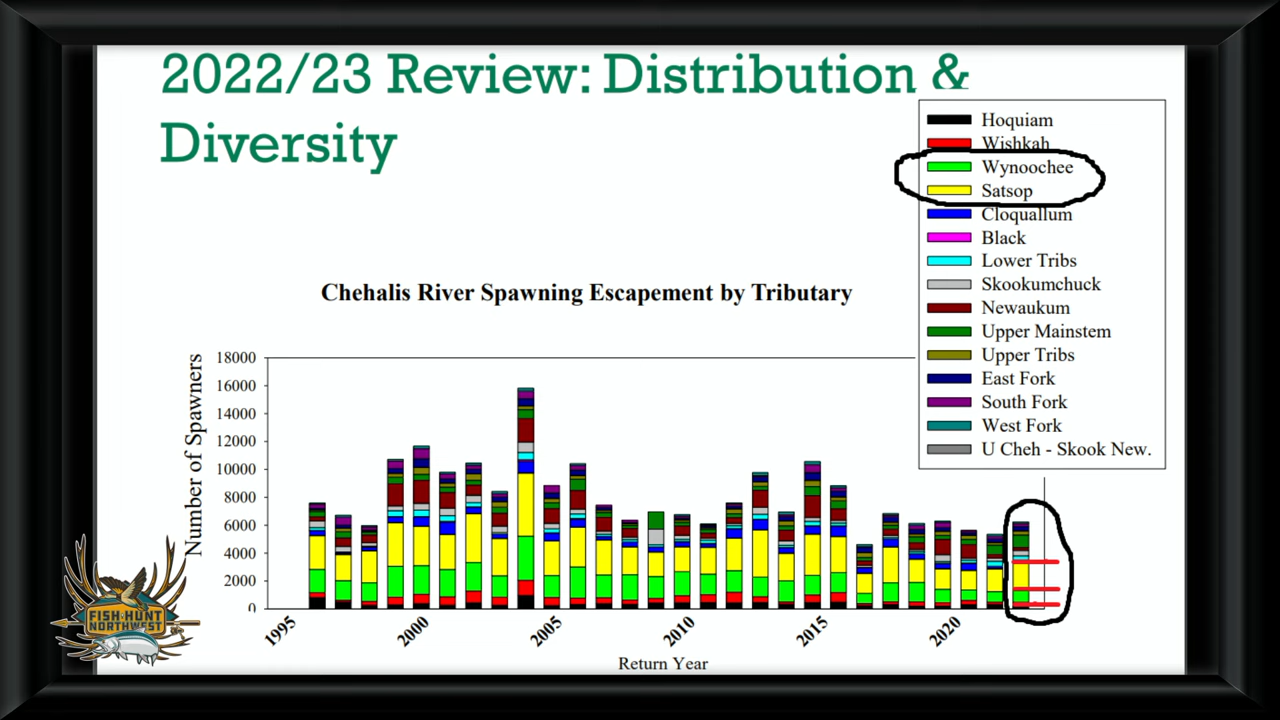 2022/23 Review: Distribution &
Diversity
Hoquiam
Wishkah
Wynoochee
Satsop
Cloquallum
Black
Lower Tribs
Skookumchuck
Newaukum
Upper Mainstem
Upper Tribs
East Fork
South Fork
West Fork
U Cheh - Skook New.
Chehalis River Spawning Escapement by Tributary
Number of Spawners
18000
16000
14000
12000
10000
8000
6000
4000
2000
0
1995
2000
2005
2010
2015
2020
Return Year
FISH·HUNT
NORTHWEST